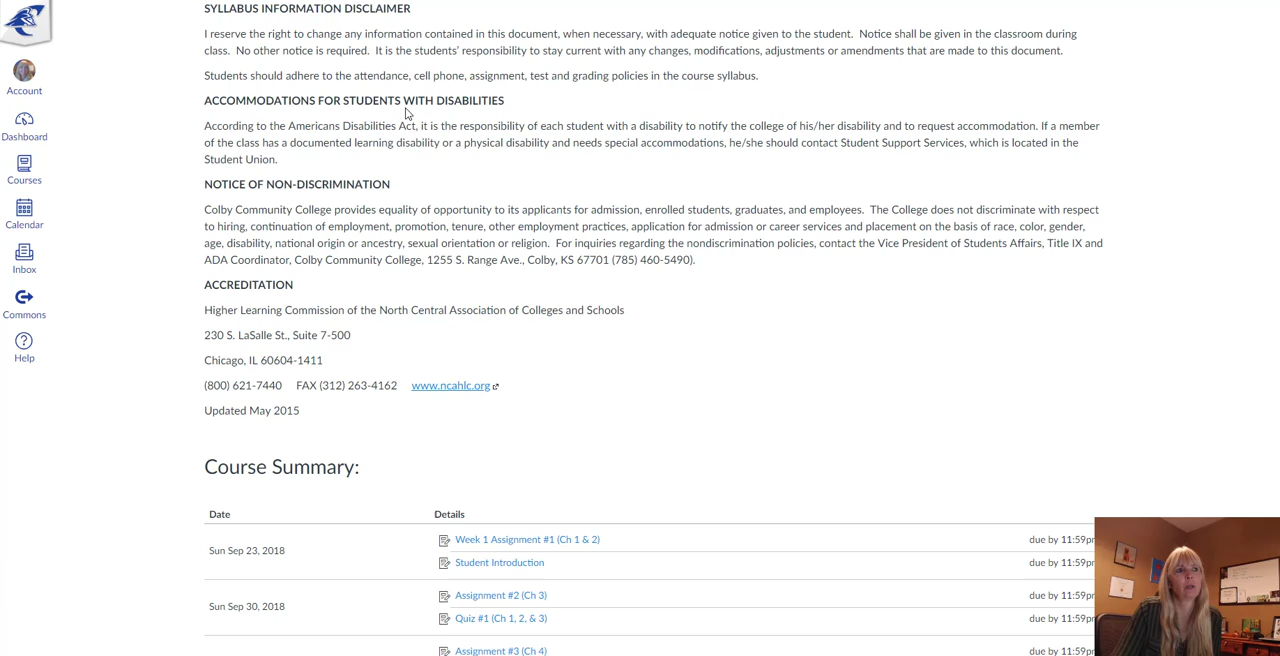 SYLLABUS INFORMATION DISCLAIMER
I reserve the right to change any information contained in this document, when necessary, with adequate notice given to the student.  Notice shall be given in the classroom during
class.  No other notice is required.  It is the students' responsibility to stay current with any changes, modifications, adjustments or amendments that are made to this document.
Students should adhere to the attendance, cell phone, assignment, test and grading policies in the course syllabus.
ACCOMMODATIONS FOR STUDENTS WITH DISABILITIES
According to the Americans Disabilities Act, it is the responsibility of each student with a disability to notify the college of his/her disability and to request accommodation. If a member
of the class has a documented learning disability or a physical disability and needs special accommodations, he/she should contact Student Support Services, which is located in the
Student Union.
NOTICE OF NON-DISCRIMINATION
Colby Community College provides equality of opportunity to its applicants for admission, enrolled students, graduates, and employees.  The College does not discriminate with respect
to hiring, continuation of employment, promotion, tenure, other employment practices, application for admission or career services and placement on the basis of race, color, gender,
age, disability, national origin or ancestry, sexual orientation or religion.  For inquiries regarding the nondiscrimination policies, contact the Vice President of Students Affairs, Title IX and
ADA Coordinator, Colby Community College, 1255 S. Range Ave., Colby, KS 67701 (785) 460-5490).
ACCREDITATION
Higher Learning Commission of the North Central Association of Colleges and Schools
230 S. LaSalle St., Suite 7-500
Chicago, IL 60604-1411
(800) 621-7440 FAX (312) 263-4162 www.ncahlc.org
Updated May 2015
Course Summary:
Date Details
Sun Sep 23, 2018
Week 1 Assignment #1 (Ch 1 & 2) due by 11:59pm
Student Introduction due by 11:59pm
Sun Sep 30, 2018
Assignment #2 (Ch 3) due by 11:59pm
Quiz #1 (Ch 1, 2, & 3) due by 11:59pm
Assignment #3 (Ch 4) due by 11:59pm
Account
Dashboard
Courses
Calendar
Inbox
Commons
Help